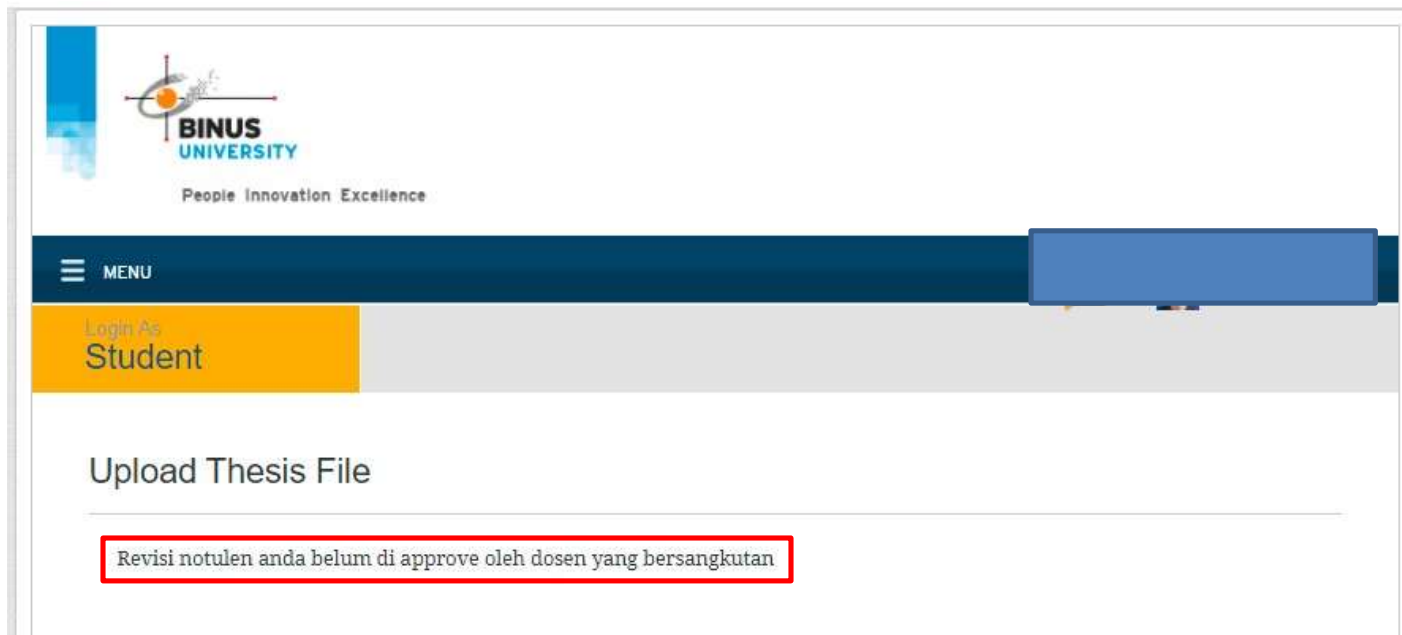 BINUS
UNIVERSITY
People Innovation Excellence
MENU
Login As
Student
Upload Thesis File
Revisi notulen anda belum di approve oleh dosen yang bersangkutan